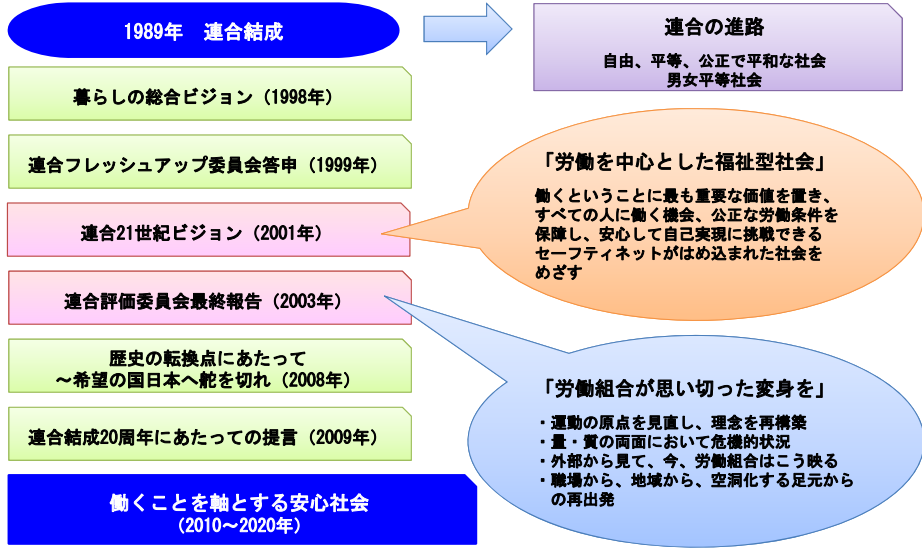 1989年　連合結成
連合の進路
自由、平等、公正で平和な社会
男女平等社会
暮らしの総合ビジョン（1998年）
連合フレッシュアップ委員会答申（1999年）
連合21世紀ビジョン（2001年）
「労働を中心とした福祉型社会」
働くということに最も重要な価値を置き、
すべての人に働く機会、公正な労働条件を
保障し、安心して自己実現に挑戦できる
セーフティネットがはめ込まれた社会を
めざす
連合評価委員会最終報告（2003年）
「労働組合が思い切った変身を」
・運動の原点を見直し、理念を再構築
・量・質の両面において危機的状況
・外部から見て、今、労働組合はこう映る
・職場から、地域から、空洞化する足元から
の再出発
歴史の転換点にあたって
～希望の国日本へ舵を切れ（2008年）
連合結成20周年にあたっての提言（2009年）
働くことを軸とする安心社会
（2010～2020年）